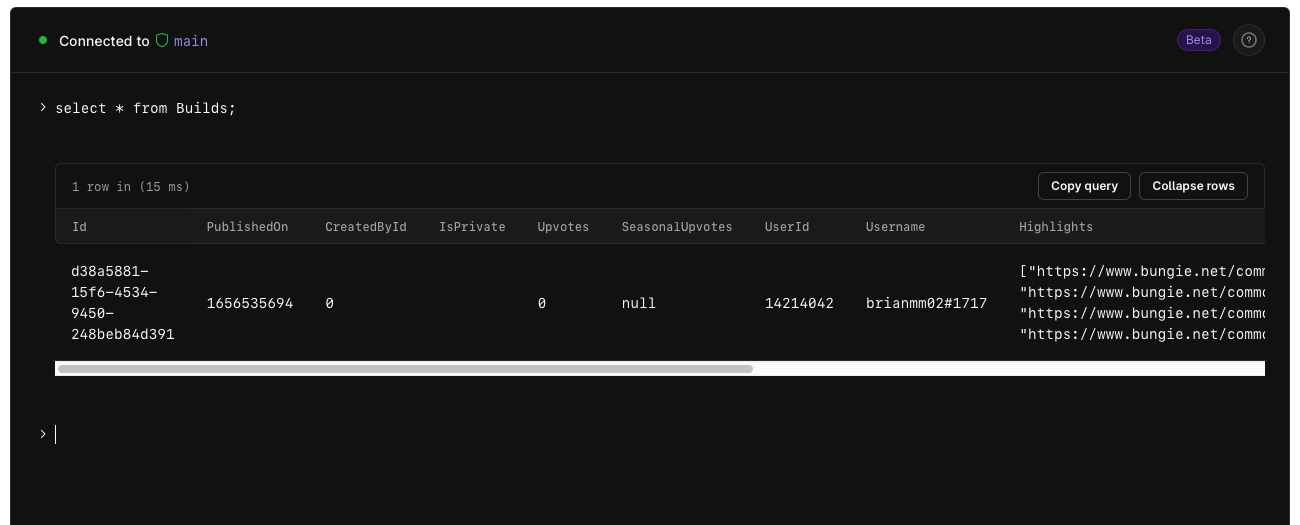 Connected to main
Beta
> select * from Builds;
1 row in (15 ms)
Copy query
Collapse rows
Id PublishedOn CreatedById IsPrivate Upvotes SeasonalUpvotes UserId Username Highlights
d38a5881-
15f6-4534-
9450-
248beb84d391
1656535694 0 0 null 14214042 brianmm02#1717
["https://www.bungie.net/comm
"https://www.bungie.net/commo
"https://www.bungie.net/commo
"https://www.bungie.net/commo
>